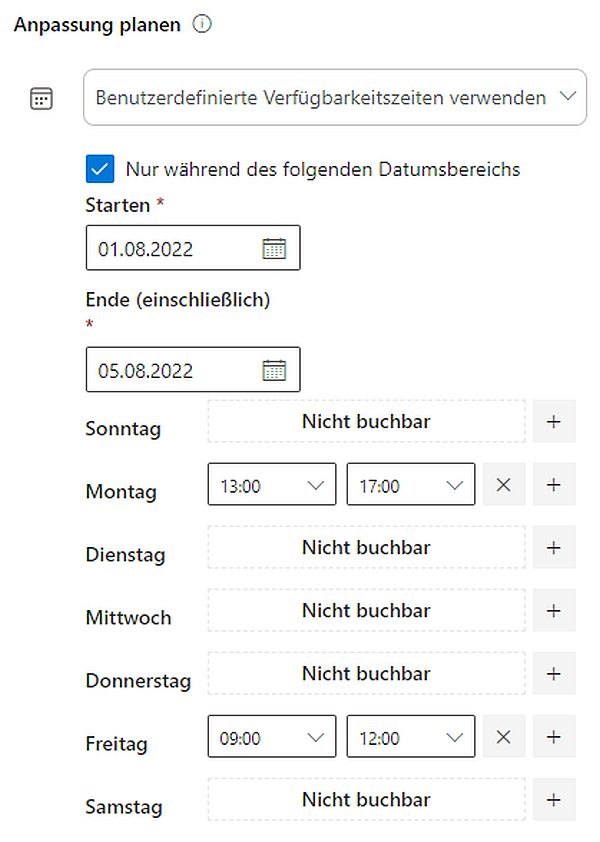 Anpassung planen
Benutzerdefinierte Verfügbarkeitszeiten verwenden
Nur während des folgenden Datumsbereichs
Starten *
01.08.2022
Ende (einschließlich)
*
05.08.2022
Sonntag Nicht buchbar +
Montag 13:00 17:00 × +
Dienstag Nicht buchbar +
Mittwoch Nicht buchbar +
Donnerstag Nicht buchbar +
Freitag 09:00 12:00 × +
Samstag Nicht buchbar +